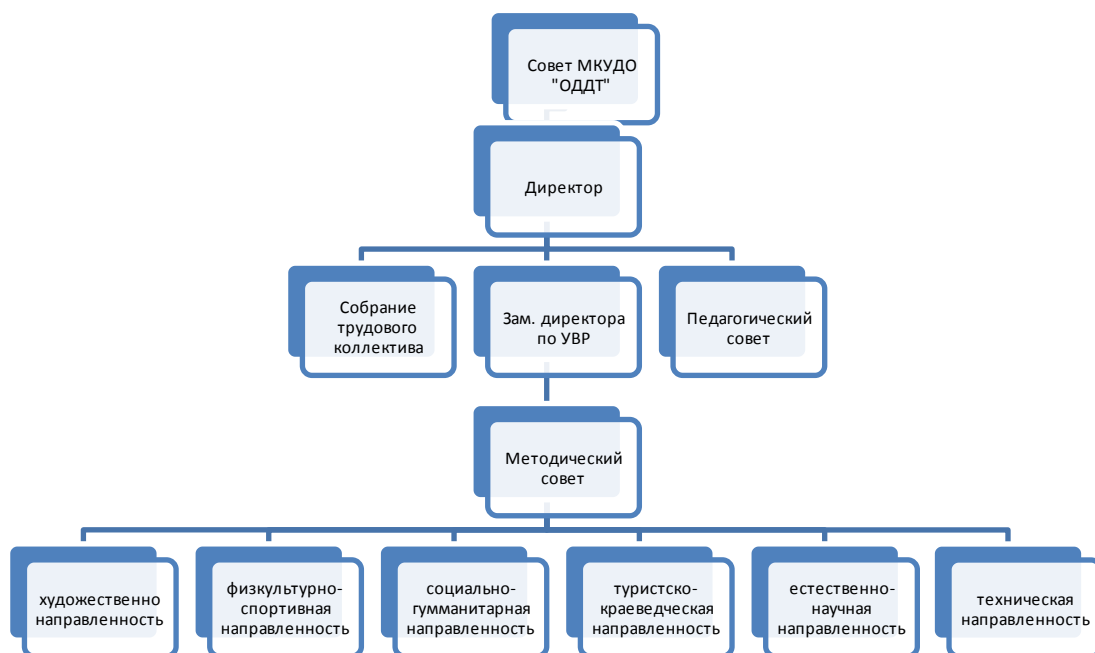 Совет МКУДО
"ОДДТ"
Директор
Собрание
трудового
коллектива
Зам. директора
по УВР
Педагогический
совет
Методический
совет
художественно
направленность
физкультурно-
спортивная
направленность
социально-
гумманитарная
направленность
туристско-
краеведческая
направленность
естественно-
научная
направленность
техническая
направленность